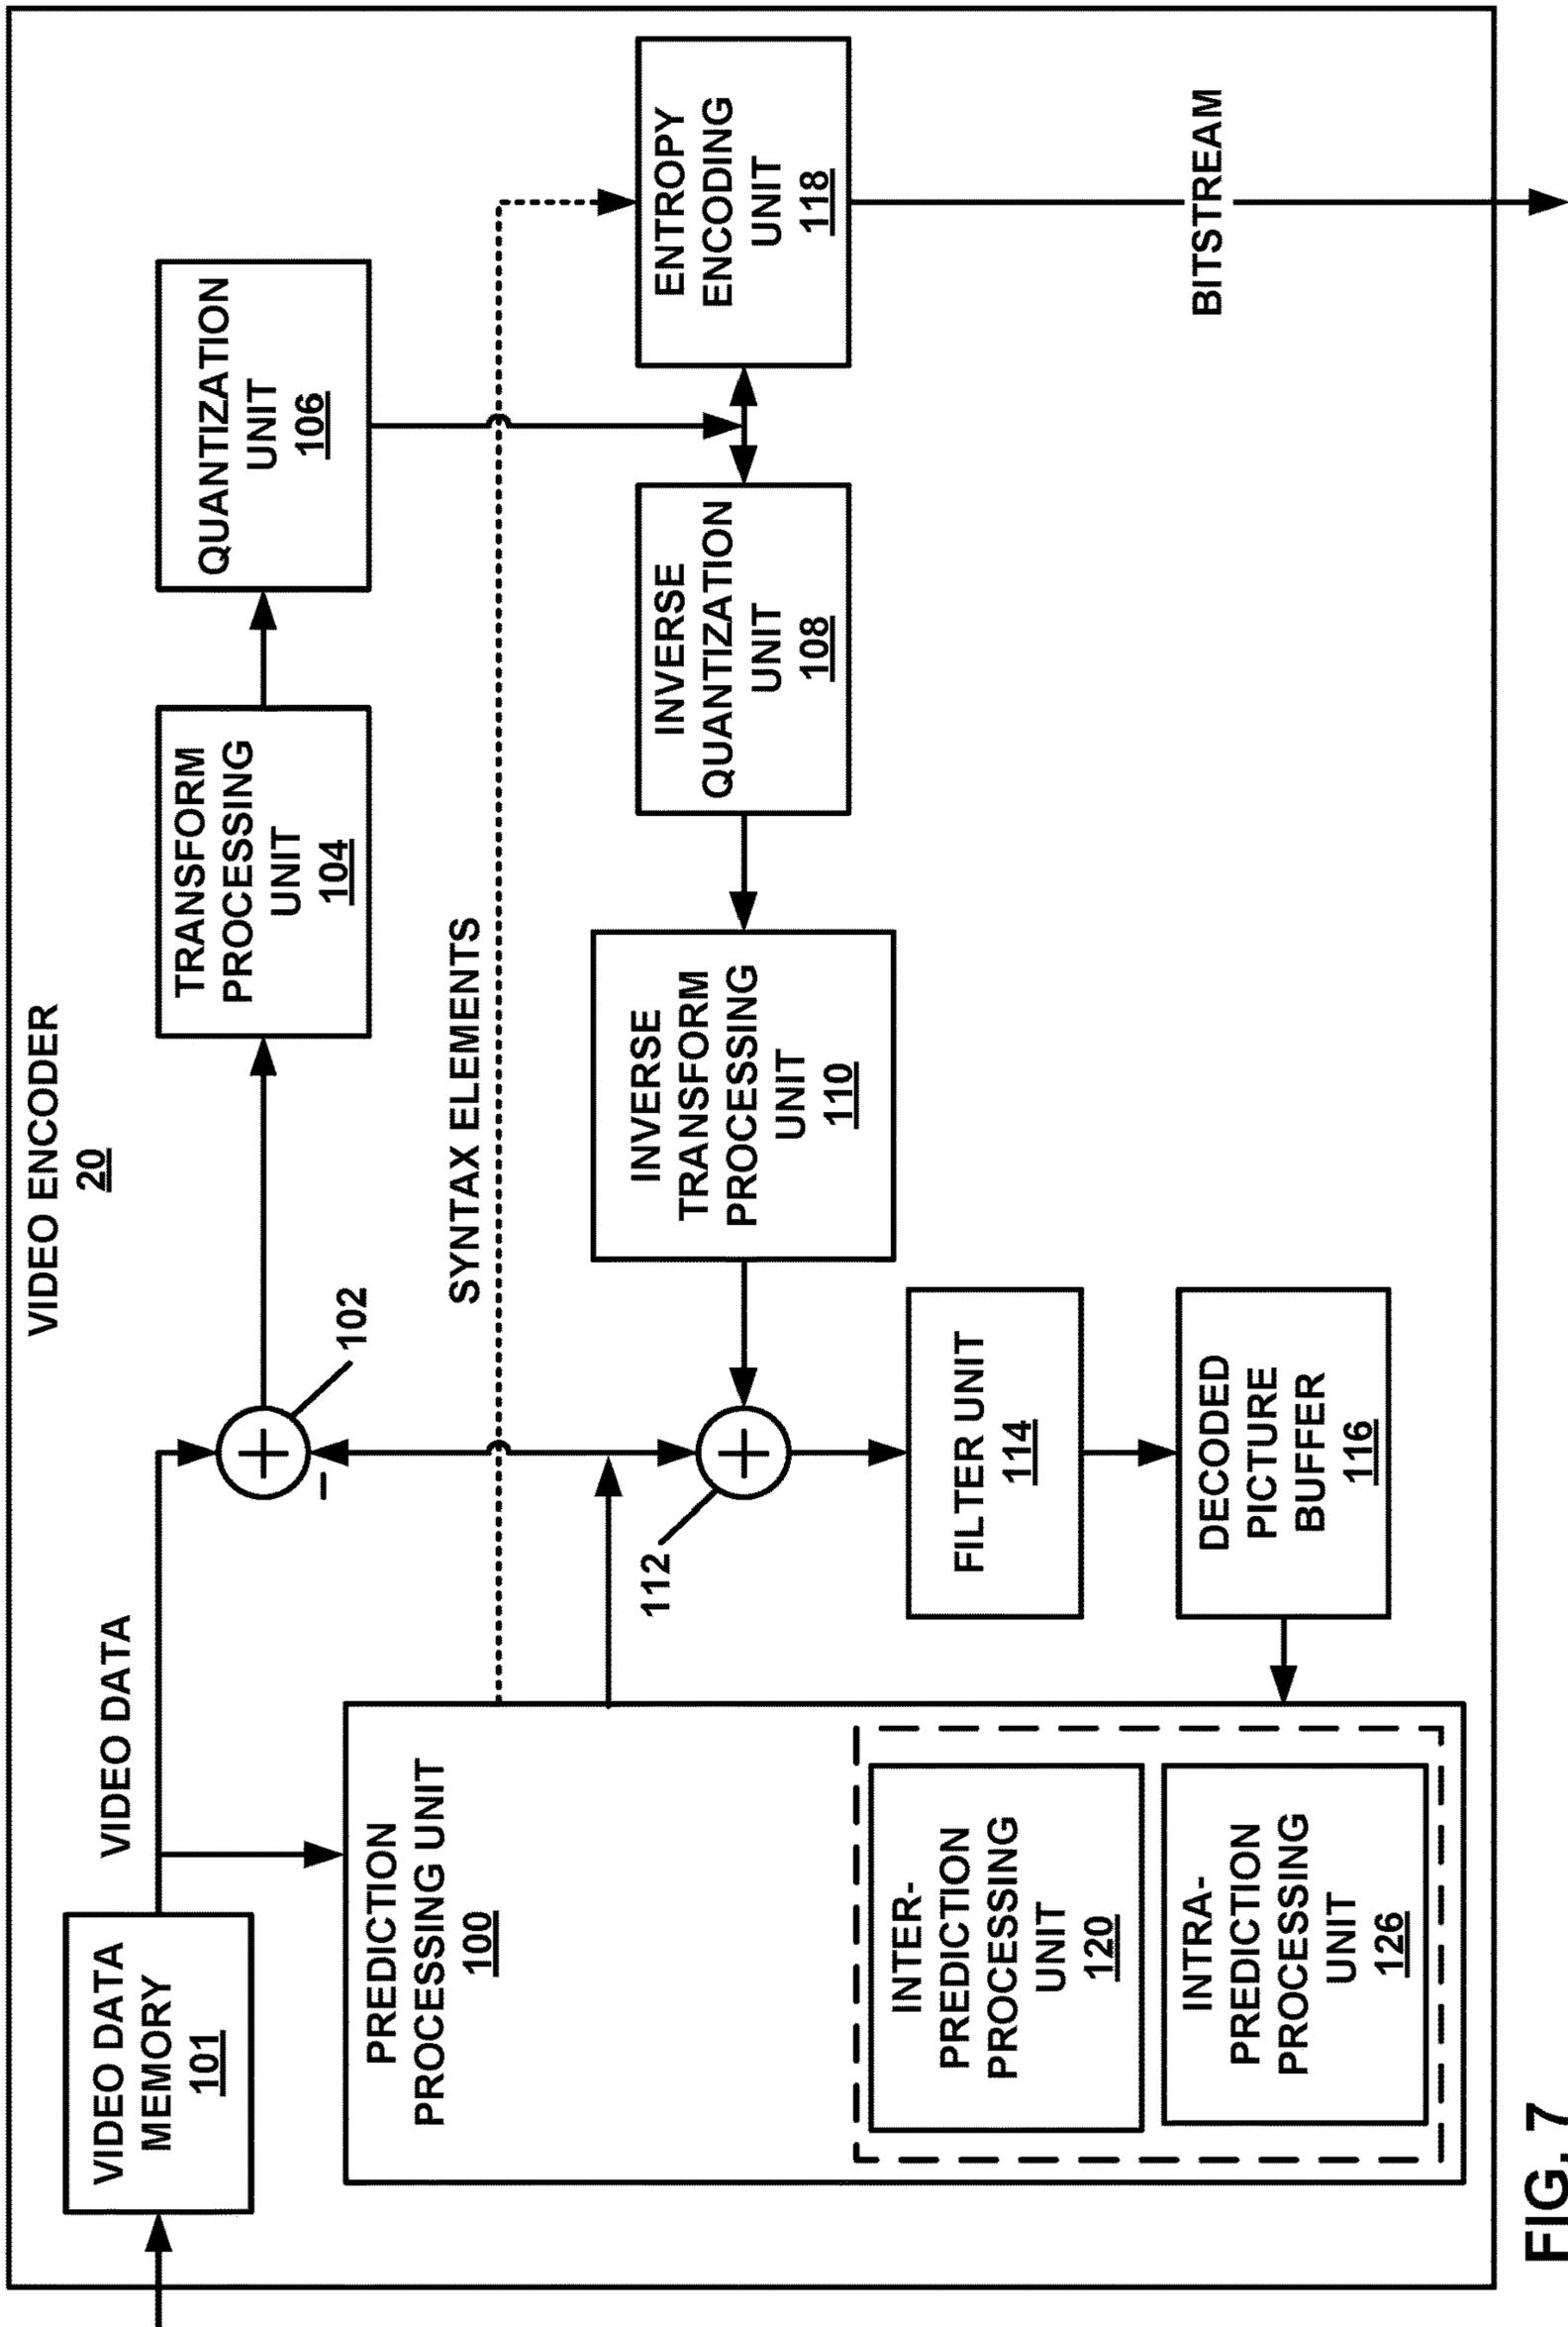 VIDEO ENCODER
20
VIDEO DATA
MEMORY
101
VIDEO DATA
102
TRANSFORM
PROCESSING
UNIT
104
QUANTIZATION
UNIT
106
PREDICTION
PROCESSING UNIT
100
SYNTAX ELEMENTS
112
INVERSE
TRANSFORM
PROCESSING
UNIT
110
INVERSE
QUANTIZATION
UNIT
108
ENTROPY
ENCODING
UNIT
118
INTER-
PREDICTION
PROCESSING
UNIT
120
FILTER UNIT
114
INTRA-
PREDICTION
PROCESSING
UNIT
126
DECODED
PICTURE
BUFFER
116
BITSTREAM
FIG. 7